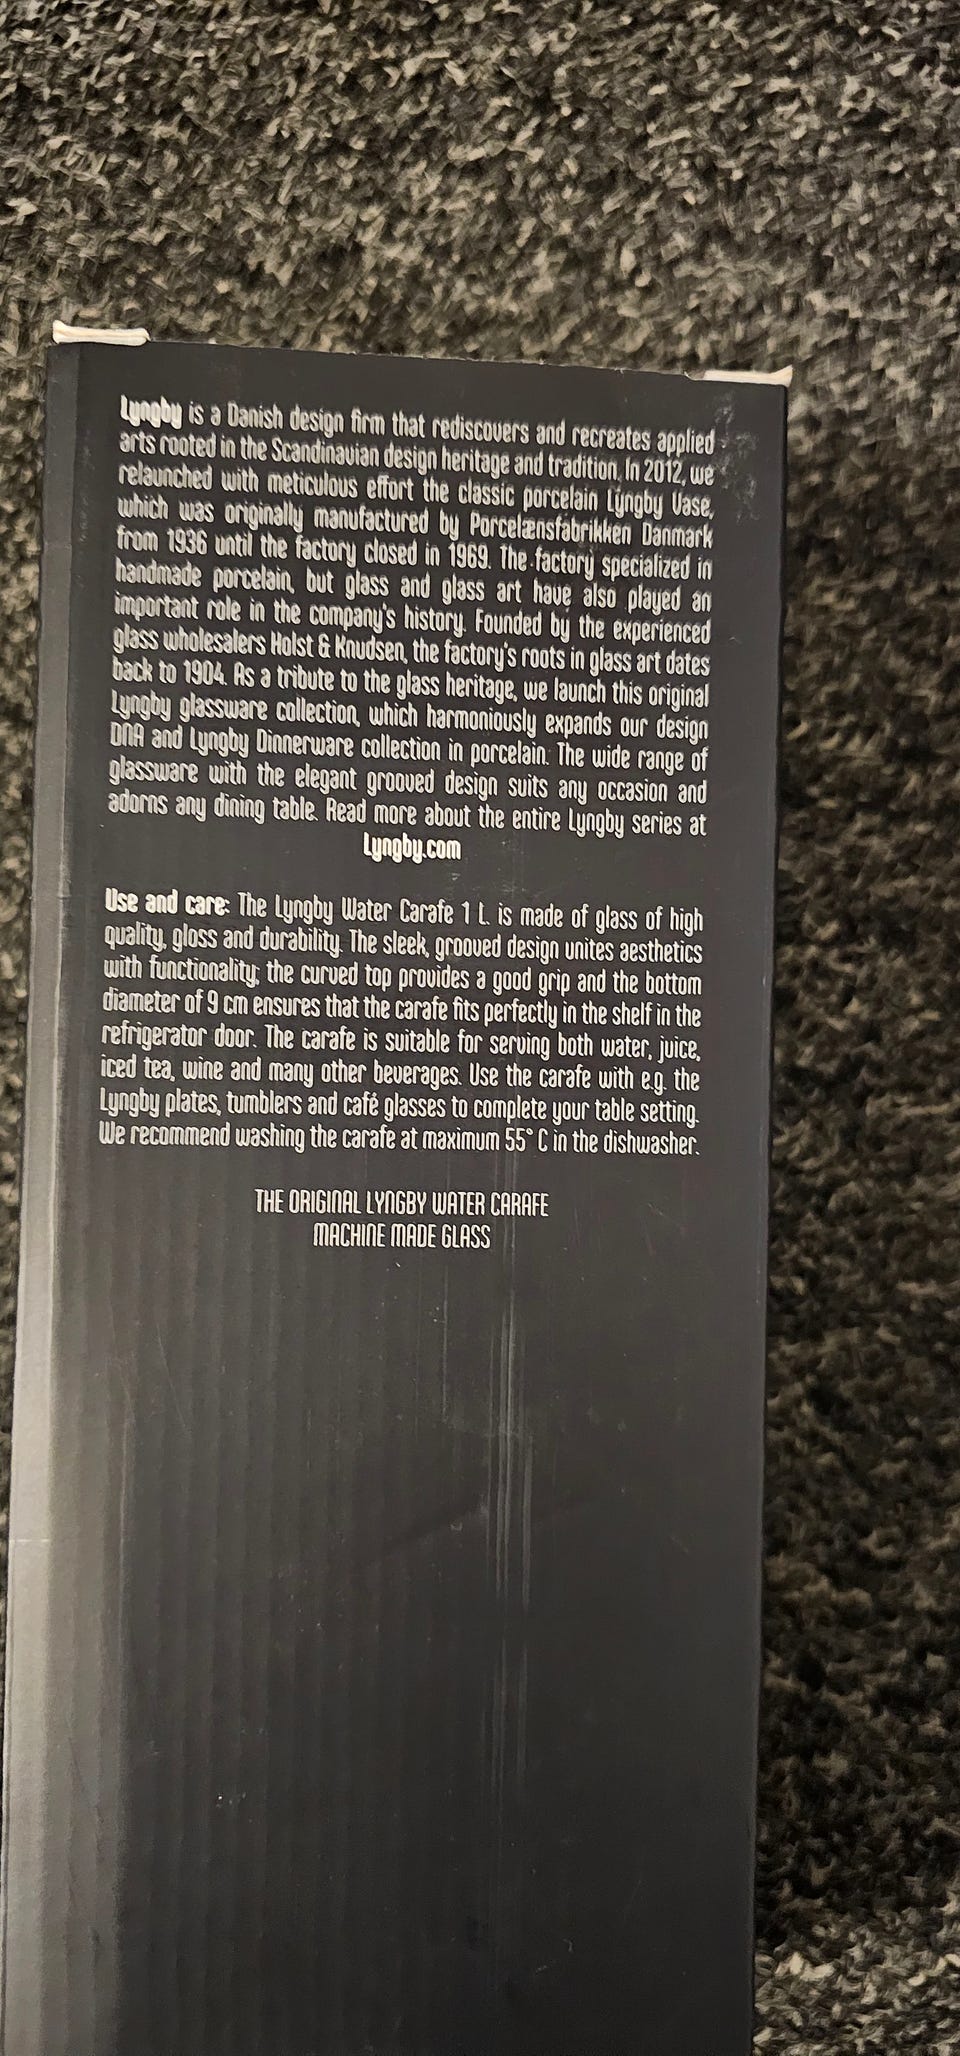 Lyngby is a Danish design firm that rediscovers and recreates applied
arts rooted in the Scandinavian design heritage and tradition. In 2012, we
relaunched with meticulous effort the classic porcelain Lyngby Vase,
which was originally manufactured by Porcelænsfabrikken Danmark
from 1936 until the factory closed in 1969. The factory specialized in
handmade porcelain, but glass and glass art have also played an
important role in the company's history. Founded by the experienced
glass wholesalers Holst & Knudsen, the factory's roots in glass art dates
back to 1904. As a tribute to the glass heritage, we launch this original
Lyngby glassware collection, which harmoniously expands our design
DNA and Lyngby Dinnerware collection in porcelain. The wide range of
glassware with the elegant grooved design suits any occasion and
adorns any dining table. Read more about the entire Lyngby series at
Lyngby.com
Use and care: The Lyngby Water Carafe 1 L. is made of glass of high
quality, gloss and durability. The sleek, grooved design unites aesthetics
with functionality; the curved top provides a good grip and the bottom
diameter of 9 cm ensures that the carafe fits perfectly in the shelf in the
refrigerator door. The carafe is suitable for serving both water, juice,
iced tea, wine and many other beverages. Use the carafe with e.g. the
Lyngby plates, tumblers and café glasses to complete your table setting.
We recommend washing the carafe at maximum 55° C in the dishwasher.
THE ORIGINAL LYNGBY WATER CARAFE
MACHINE MADE GLASS